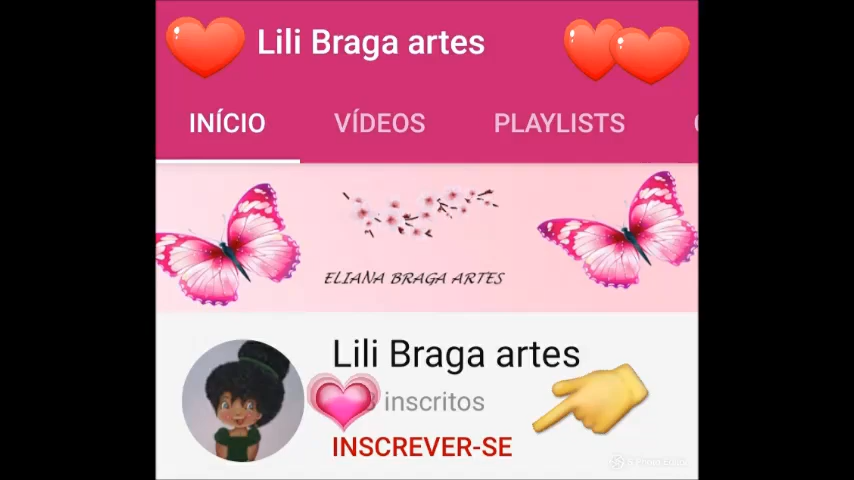 Lili Braga artes
INÍCIO VÍDEOS PLAYLISTS
ELIANA BRAGA ARTES
Lili Braga artes
inscritos
INSCREVER-SE